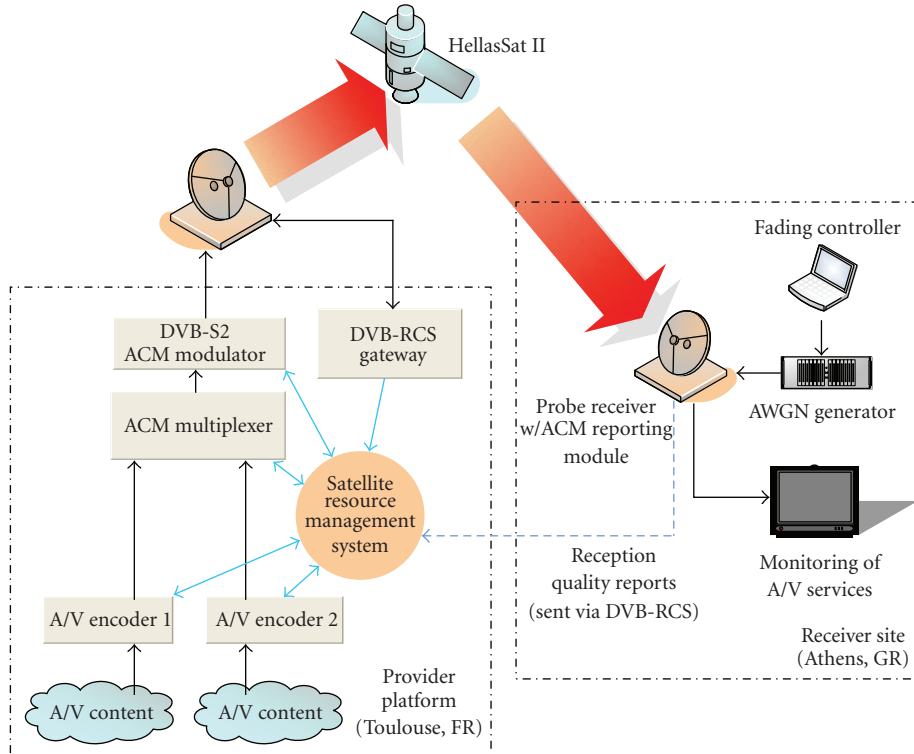 HellasSat II
Fading controller
DVB-S2
ACM modulator
DVB-RCS
gateway
AWGN generator
Probe receiver
w/ACM reporting
module
ACM multiplexer
Satellite
resource
management
system
Reception
quality reports
(sent via DVB-RCS)
Monitoring of
A/V services
A/V encoder 1
A/V encoder 2
Receiver site
(Athens, GR)
Provider
platform
(Toulouse, FR)
A/V content
A/V content